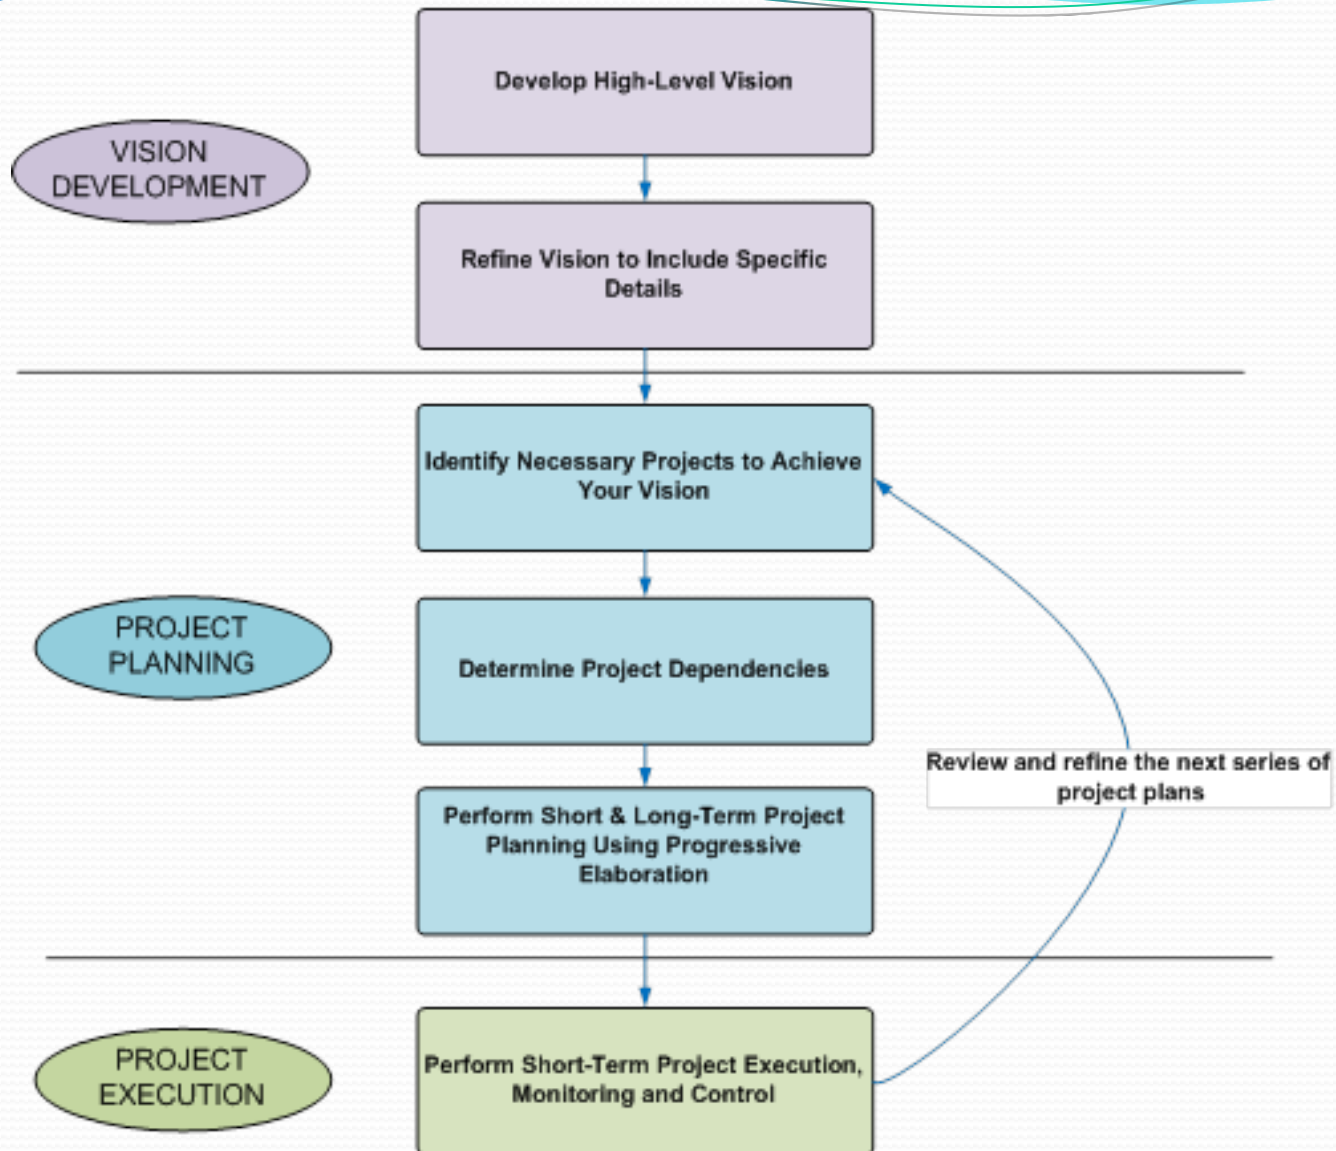 Develop High-Level Vision
VISION
DEVELOPMENT
Refine Vision to Include Specific
Details
Identify Necessary Projects to Achieve
Your Vision
PROJECT
PLANNING
Determine Project Dependencies
Review and refine the next series of
project plans
Perform Short & Long-Term Project
Planning Using Progressive
Elaboration
PROJECT
EXECUTION
Perform Short-Term Project Execution,
Monitoring and Control